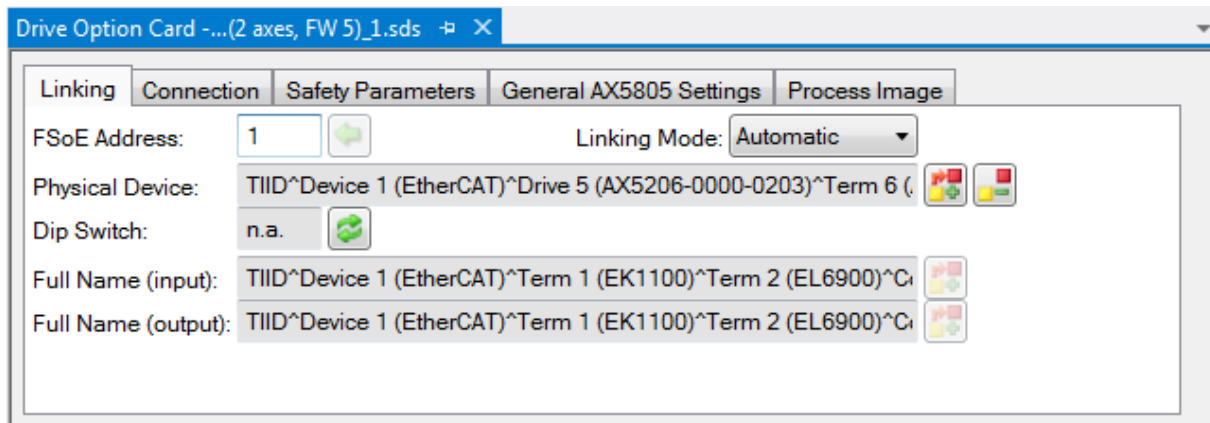 Drive Option Card -...(2 axes, FW 5)_1.sds
Linking Connection Safety Parameters General AX5805 Settings Process Image
FSoE Address: 1 Linking Mode: Automatic
Physical Device: TIID^Device 1 (EtherCAT)^Drive 5 (AX5206-0000-0203)^Term 6 (
Dip Switch: n.a.
Full Name (input): TIID^Device 1 (EtherCAT)^Term 1 (EK1100)^Term 2 (EL6900)^C
Full Name (output): TIID^Device 1 (EtherCAT)^Term 1 (EK1100)^Term 2 (EL6900)^C